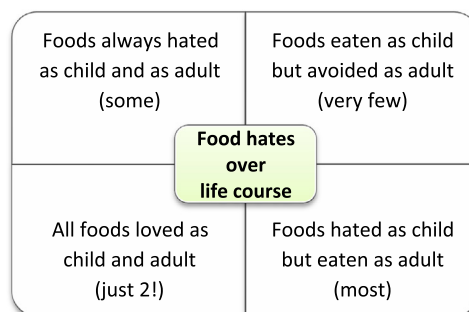 Foods always hated
as child and as adult
(some)
Foods eaten as child
but avoided as adult
(very few)
Food hates
over
life course
All foods loved as
child and adult
(just 2!)
Foods hated as child
but eaten as adult
(most)